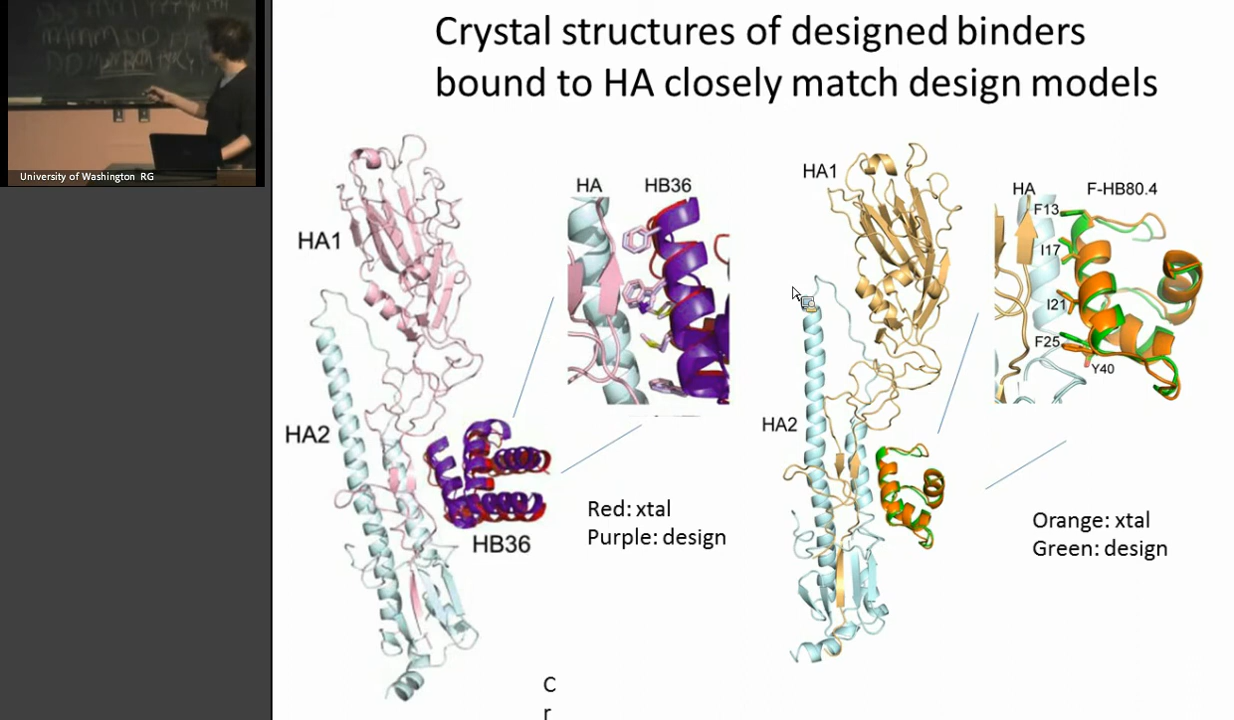 University of Washington RG
Crystal structures of designed binders
bound to HA closely match design models
HA1
HA2
HB36
HA
HB36
Red: xtal
Purple: design
HA1
HA2
HA
F-HB80.4
F13
I17
I21
F25
Y40
Orange: xtal
Green: design
C
r